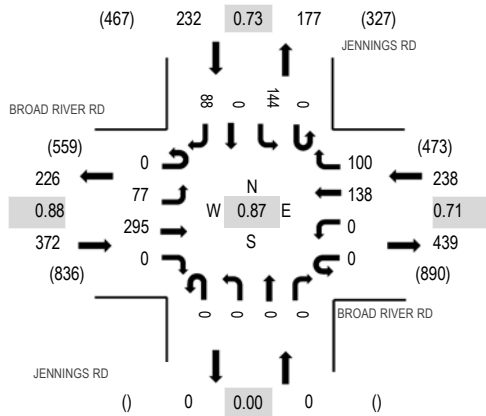 (467) 232 0.73 177 (327)
JENNINGS RD
88 0 144 0
BROAD RIVER RD
(559) (473)
0 100
226 238
77 N 138
0.88 W 0.87 E 0.71
295 S 0
372 439
0 0
(836) (890)
0 0 0 0
BROAD RIVER RD
JENNINGS RD
() 0 0.00 0 ()